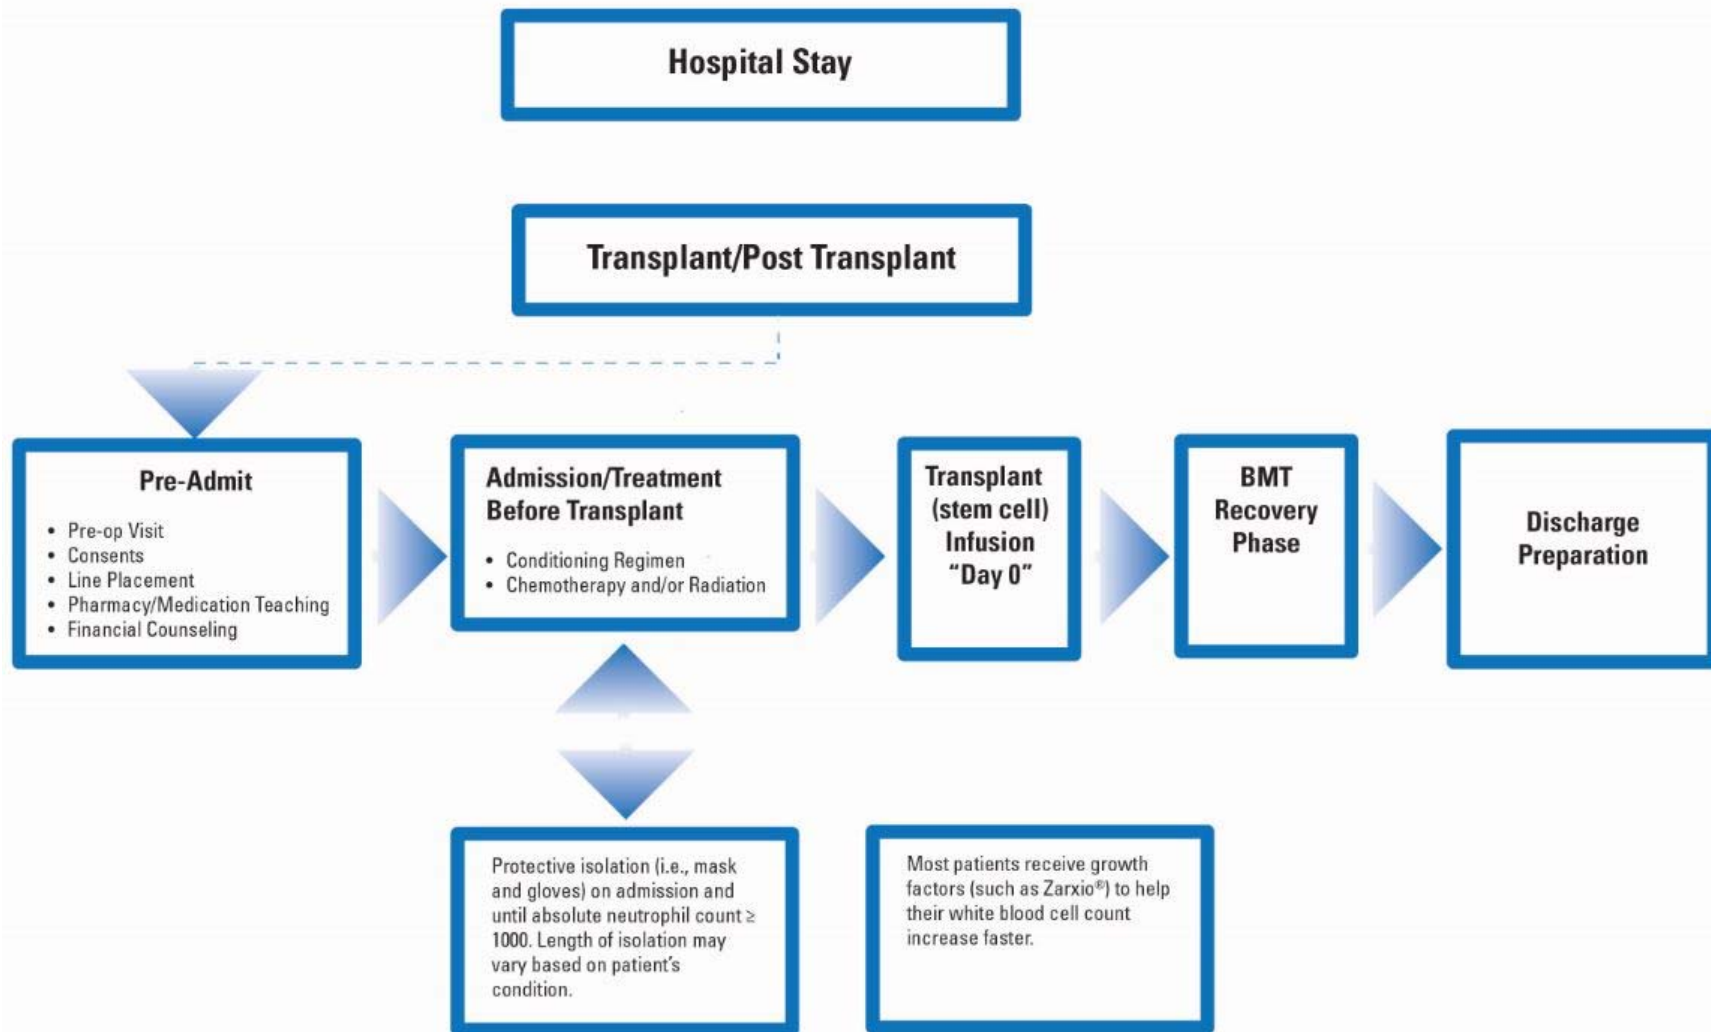 Hospital Stay
Transplant/Post Transplant
Pre-Admit
• Pre-op Visit
• Consents
• Line Placement
• Pharmacy/Medication Teaching
• Financial Counseling
Admission/Treatment
Before Transplant
• Conditioning Regimen
• Chemotherapy and/or Radiation
Transplant
(stem cell)
Infusion
“Day 0”
BMT
Recovery
Phase
Discharge
Preparation
Protective isolation (i.e., mask
and gloves) on admission and
until absolute neutrophil count ≥
1000. Length of isolation may
vary based on patient’s
condition.
Most patients receive growth
factors (such as Zarxio®) to help
their white blood cell count
increase faster.